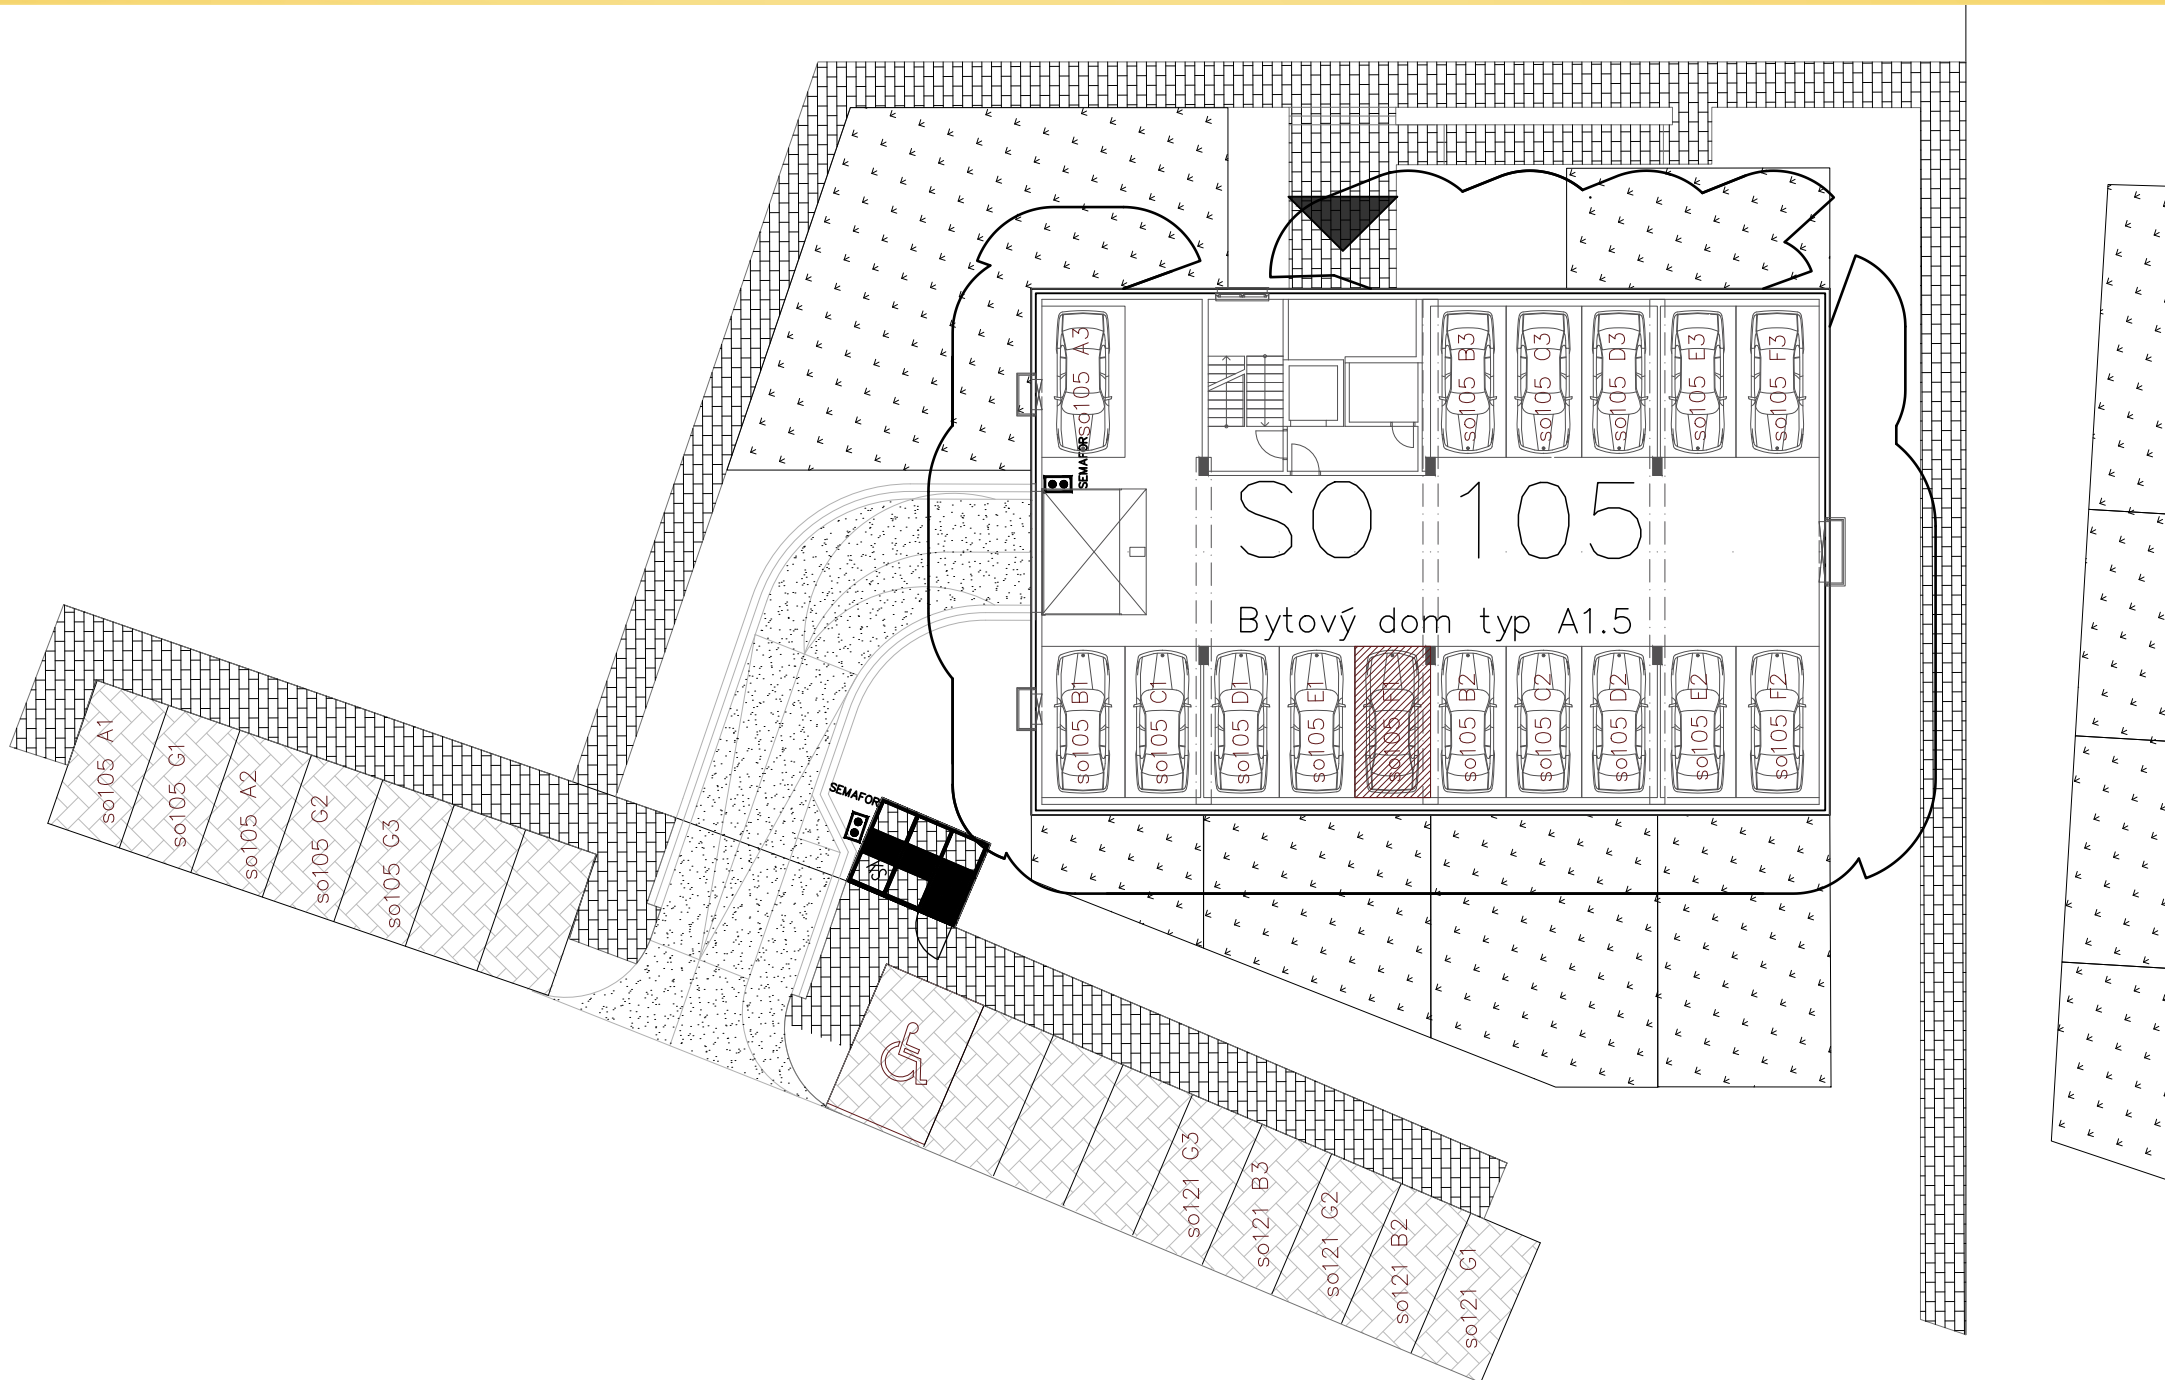 so105 A3
so105 B3
so105 C3
so105 D3
so105 E3
so105 F3
SEMAFOR
SO 105
Bytový dom typ A1.5
so105 B1
so105 C1
so105 D1
so105 E1
so105 F1
so105 B2
so105 C2
so105 D2
so105 E2
so105 F2
so105 A1
so105 G1
so105 A2
so105 G2
so105 G3
SEMAFOR
so121 G3
so121 B3
so121 G2
so121 B2
so121 G1